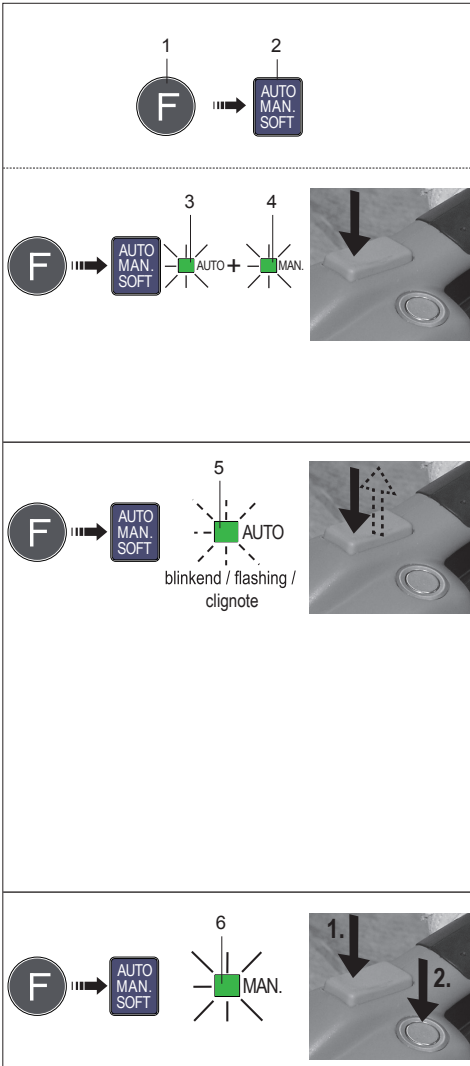 1 2
F AUTO
MAN.
SOFT
3 4
F AUTO
MAN.
SOFT
AUTO + MAN.
5
F AUTO
MAN.
SOFT
AUTO
blinkend / flashing /
clignote
6
F AUTO
MAN.
SOFT
MAN.
1.
2.